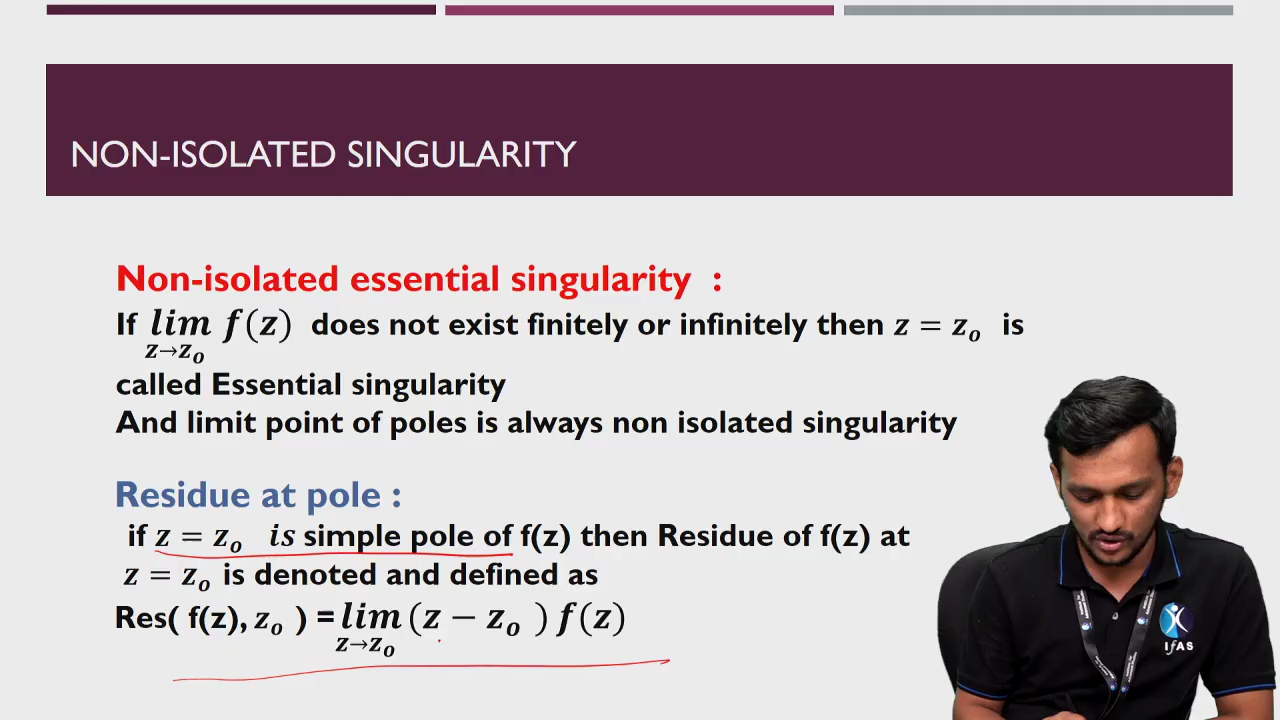 NON-ISOLATED SINGULARITY
Non-isolated essential singularity :
If lim z→z₀ f(z) does not exist finitely or infinitely then z = z₀ is
called Essential singularity
And limit point of poles is always non isolated singularity
Residue at pole :
if z = z₀ is simple pole of f(z) then Residue of f(z) at
z = z₀ is denoted and defined as
Res( f(z), z₀ ) = lim z→z₀ (z − z₀ ) f(z)
IfAS